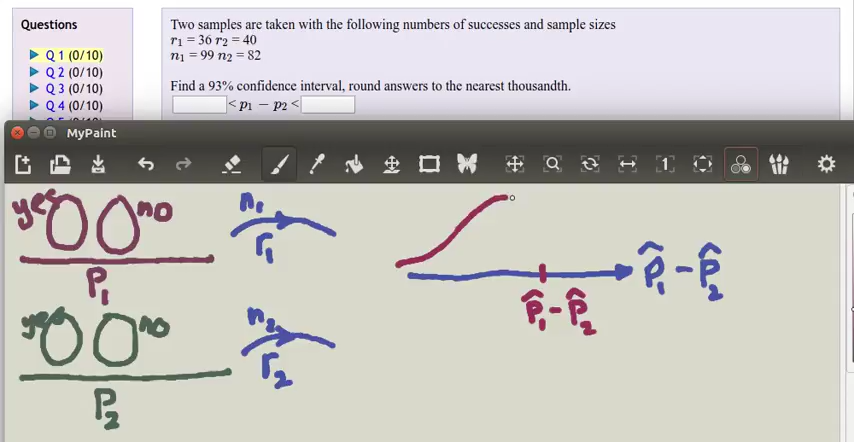 Questions
Q 1 (0/10)
Q 2 (0/10)
Q 3 (0/10)
Q 4 (0/10)
Two samples are taken with the following numbers of successes and sample sizes
r₁ = 36 r₂ = 40
n₁ = 99 n₂ = 82
Find a 93% confidence interval, round answers to the nearest thousandth.
< p₁ − p₂ <
MyPaint
1
yes no
P₁
n₁
r₁
yes no
P₂
n₂
r₂
p̂₁ − p̂₂
p̂₁ − p̂₂